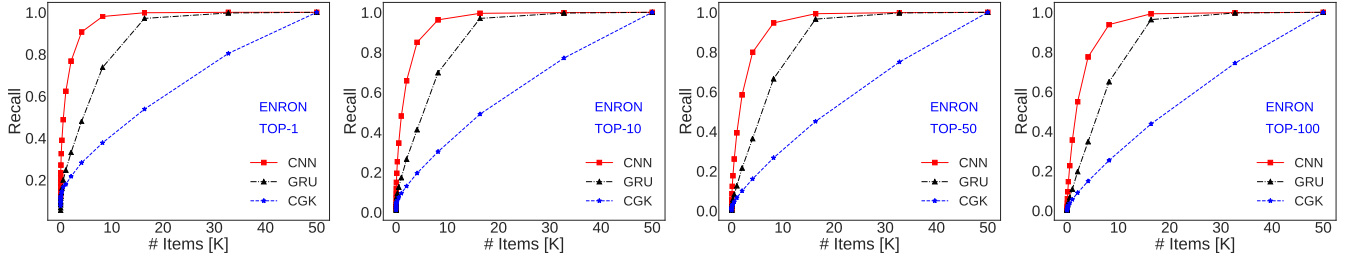 1.0
0.8
0.6
0.4
0.2
Recall
ENRON
TOP-1
CNN
GRU
CGK
0 10 20 30 40 50
# Items [K]
1.0
0.8
0.6
0.4
0.2
0.0
Recall
ENRON
TOP-10
CNN
GRU
CGK
0 10 20 30 40 50
# Items [K]
1.0
0.8
0.6
0.4
0.2
0.0
Recall
ENRON
TOP-50
CNN
GRU
CGK
0 10 20 30 40 50
# Items [K]
1.0
0.8
0.6
0.4
0.2
0.0
Recall
ENRON
TOP-100
CNN
GRU
CGK
0 10 20 30 40 50
# Items [K]